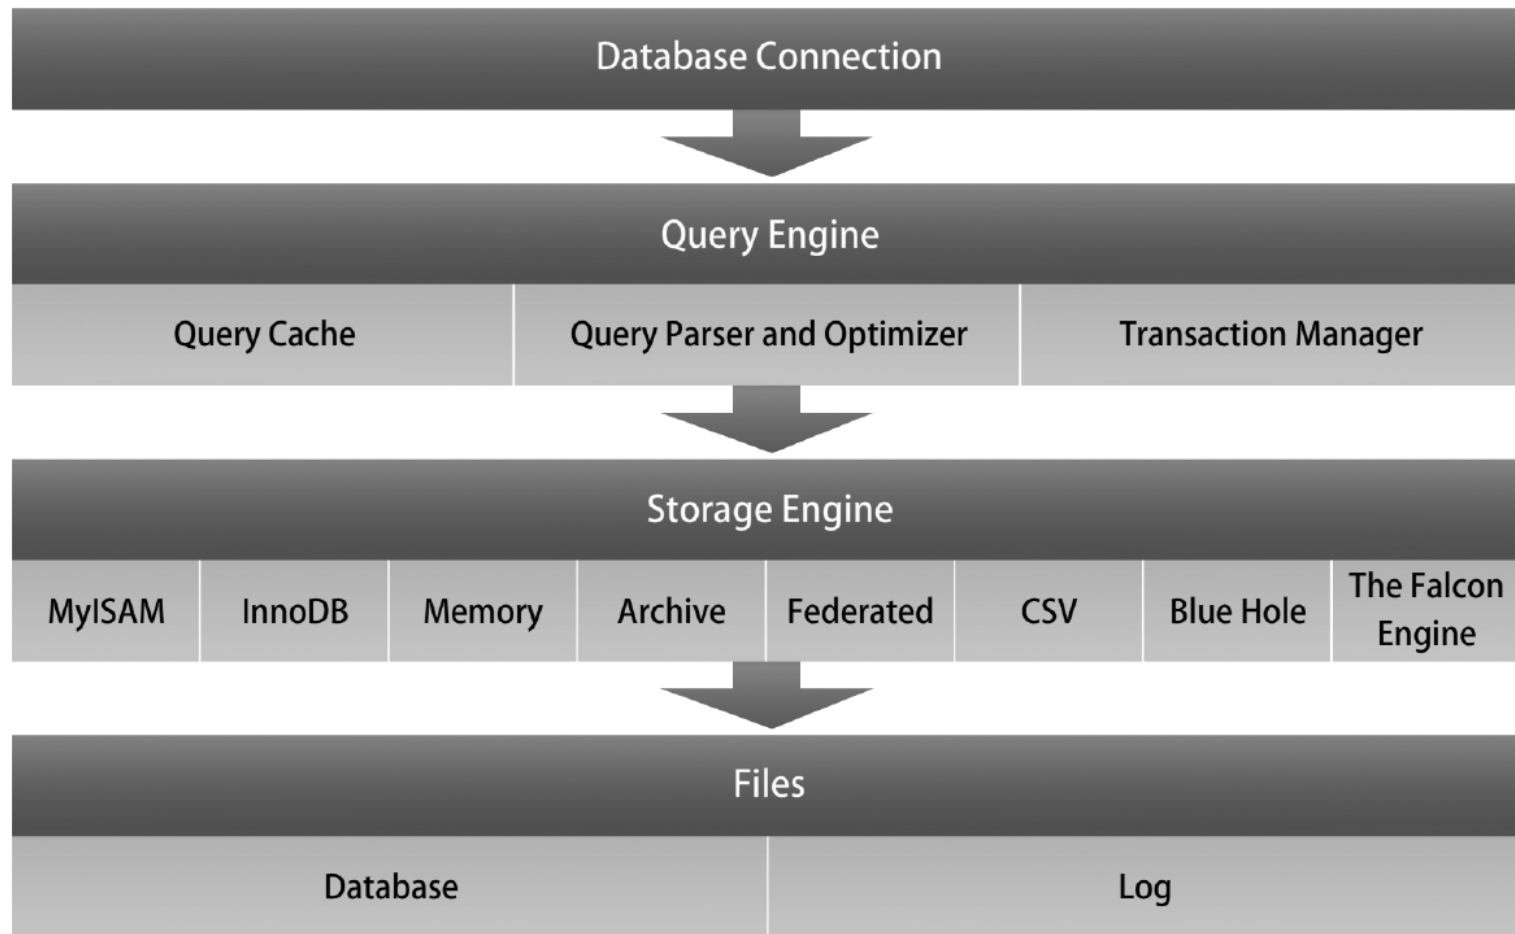 Database Connection
Query Engine
Query Cache
Query Parser and Optimizer
Transaction Manager
Storage Engine
MyISAM
InnoDB
Memory
Archive
Federated
CSV
Blue Hole
The Falcon
Engine
Files
Database
Log